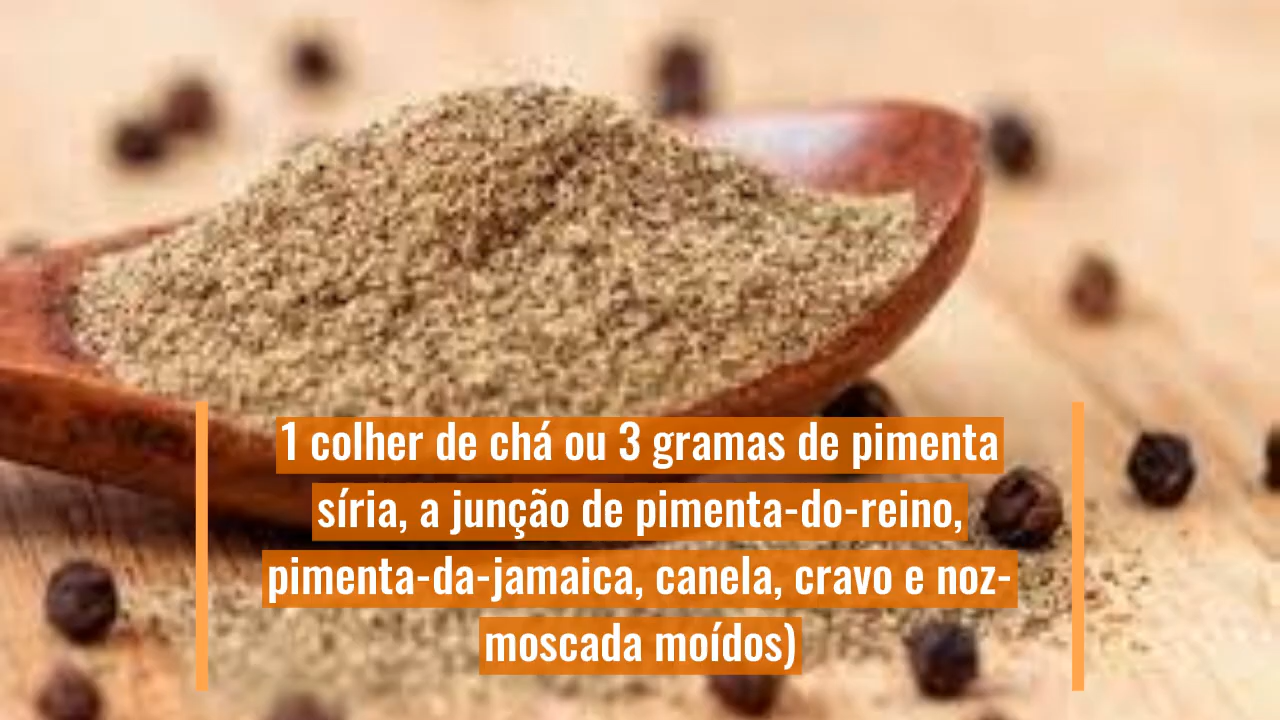 1 colher de chá ou 3 gramas de pimenta
síria, a junção de pimenta-do-reino,
pimenta-da-jamaica, canela, cravo e noz-
moscada moídos)